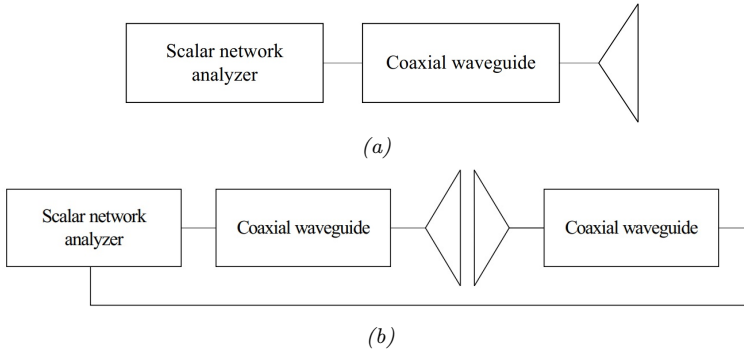 Scalar network
analyzer
Coaxial waveguide
(a)
Scalar network
analyzer
Coaxial waveguide
Coaxial waveguide
(b)